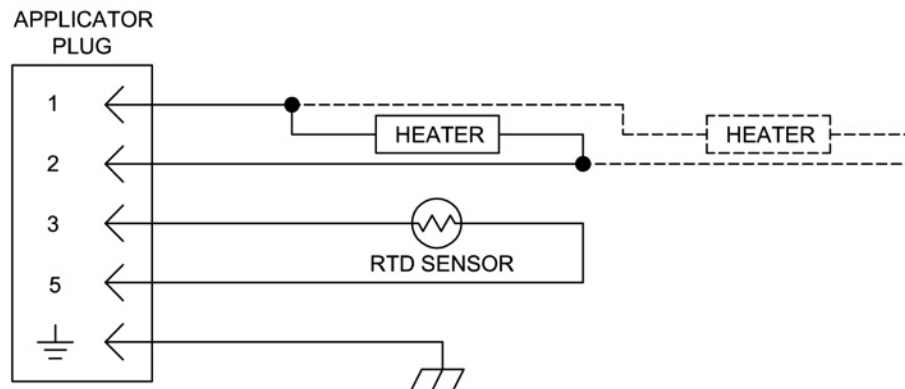 APPLICATOR
PLUG
1
HEATER
HEATER
2
3
RTD SENSOR
5